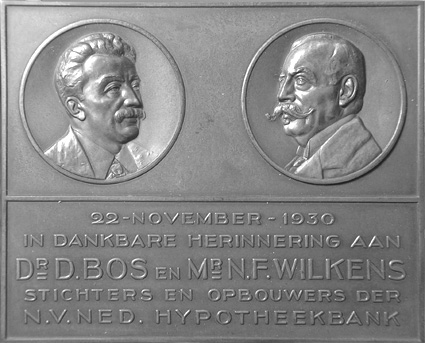 22-NOVEMBER-1930
IN DANKBARE HERINNERING AAN
DR D. BOS EN MR N.F. WILKENS
STICHTERS EN OPBOUWERS DER
N.V. NED. HYPOTHEEKBANK